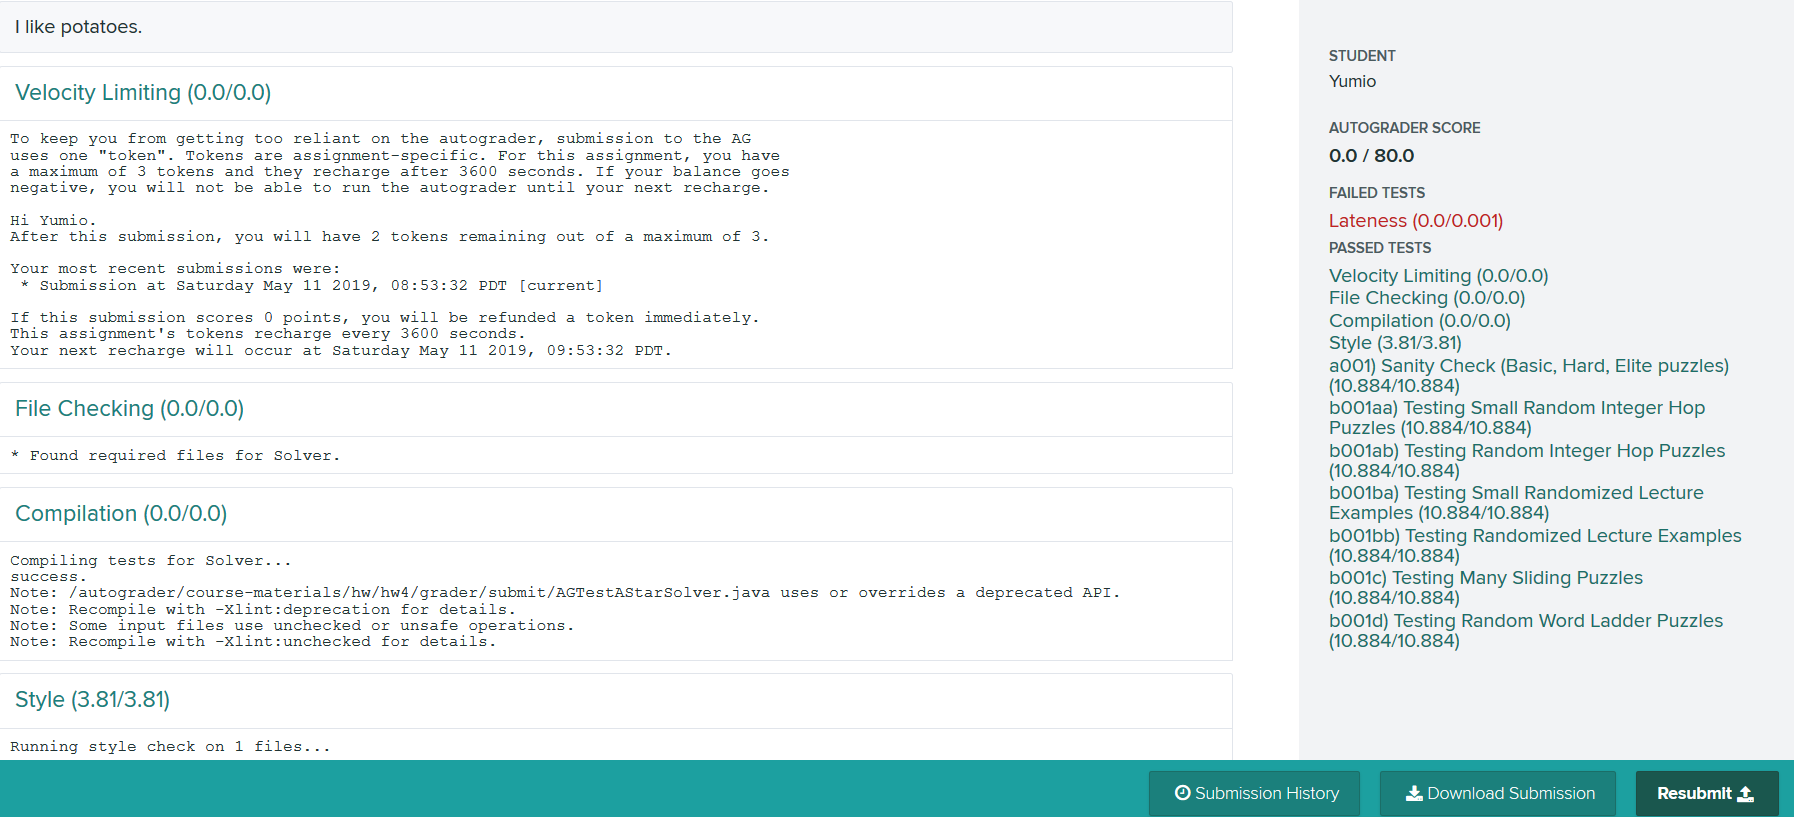 I like potatoes.
Velocity Limiting (0.0/0.0)
To keep you from getting too reliant on the autograder, submission to the AG
uses one "token". Tokens are assignment-specific. For this assignment, you have
a maximum of 3 tokens and they recharge after 3600 seconds. If your balance goes
negative, you will not be able to run the autograder until your next recharge.
Hi Yumio.
After this submission, you will have 2 tokens remaining out of a maximum of 3.
Your most recent submissions were:
* Submission at Saturday May 11 2019, 08:53:32 PDT [current]
If this submission scores 0 points, you will be refunded a token immediately.
This assignment's tokens recharge every 3600 seconds.
Your next recharge will occur at Saturday May 11 2019, 09:53:32 PDT.
File Checking (0.0/0.0)
* Found required files for Solver.
Compilation (0.0/0.0)
Compiling tests for Solver...
success.
Note: /autograder/course-materials/hw/hw4/grader/submit/AGTestAStarSolver.java uses or overrides a deprecated API.
Note: Recompile with -Xlint:deprecation for details.
Note: Some input files use unchecked or unsafe operations.
Note: Recompile with -Xlint:unchecked for details.
Style (3.81/3.81)
Running style check on 1 files...
STUDENT
Yumio
AUTOGRADER SCORE
0.0 / 80.0
FAILED TESTS
Lateness (0.0/0.001)
PASSED TESTS
Velocity Limiting (0.0/0.0)
File Checking (0.0/0.0)
Compilation (0.0/0.0)
Style (3.81/3.81)
a001) Sanity Check (Basic, Hard, Elite puzzles)
(10.884/10.884)
b001aa) Testing Small Random Integer Hop
Puzzles (10.884/10.884)
b001ab) Testing Random Integer Hop Puzzles
(10.884/10.884)
b001ba) Testing Small Randomized Lecture
Examples (10.884/10.884)
b001bb) Testing Randomized Lecture Examples
(10.884/10.884)
b001c) Testing Many Sliding Puzzles
(10.884/10.884)
b001d) Testing Random Word Ladder Puzzles
(10.884/10.884)
Submission History
Download Submission
Resubmit